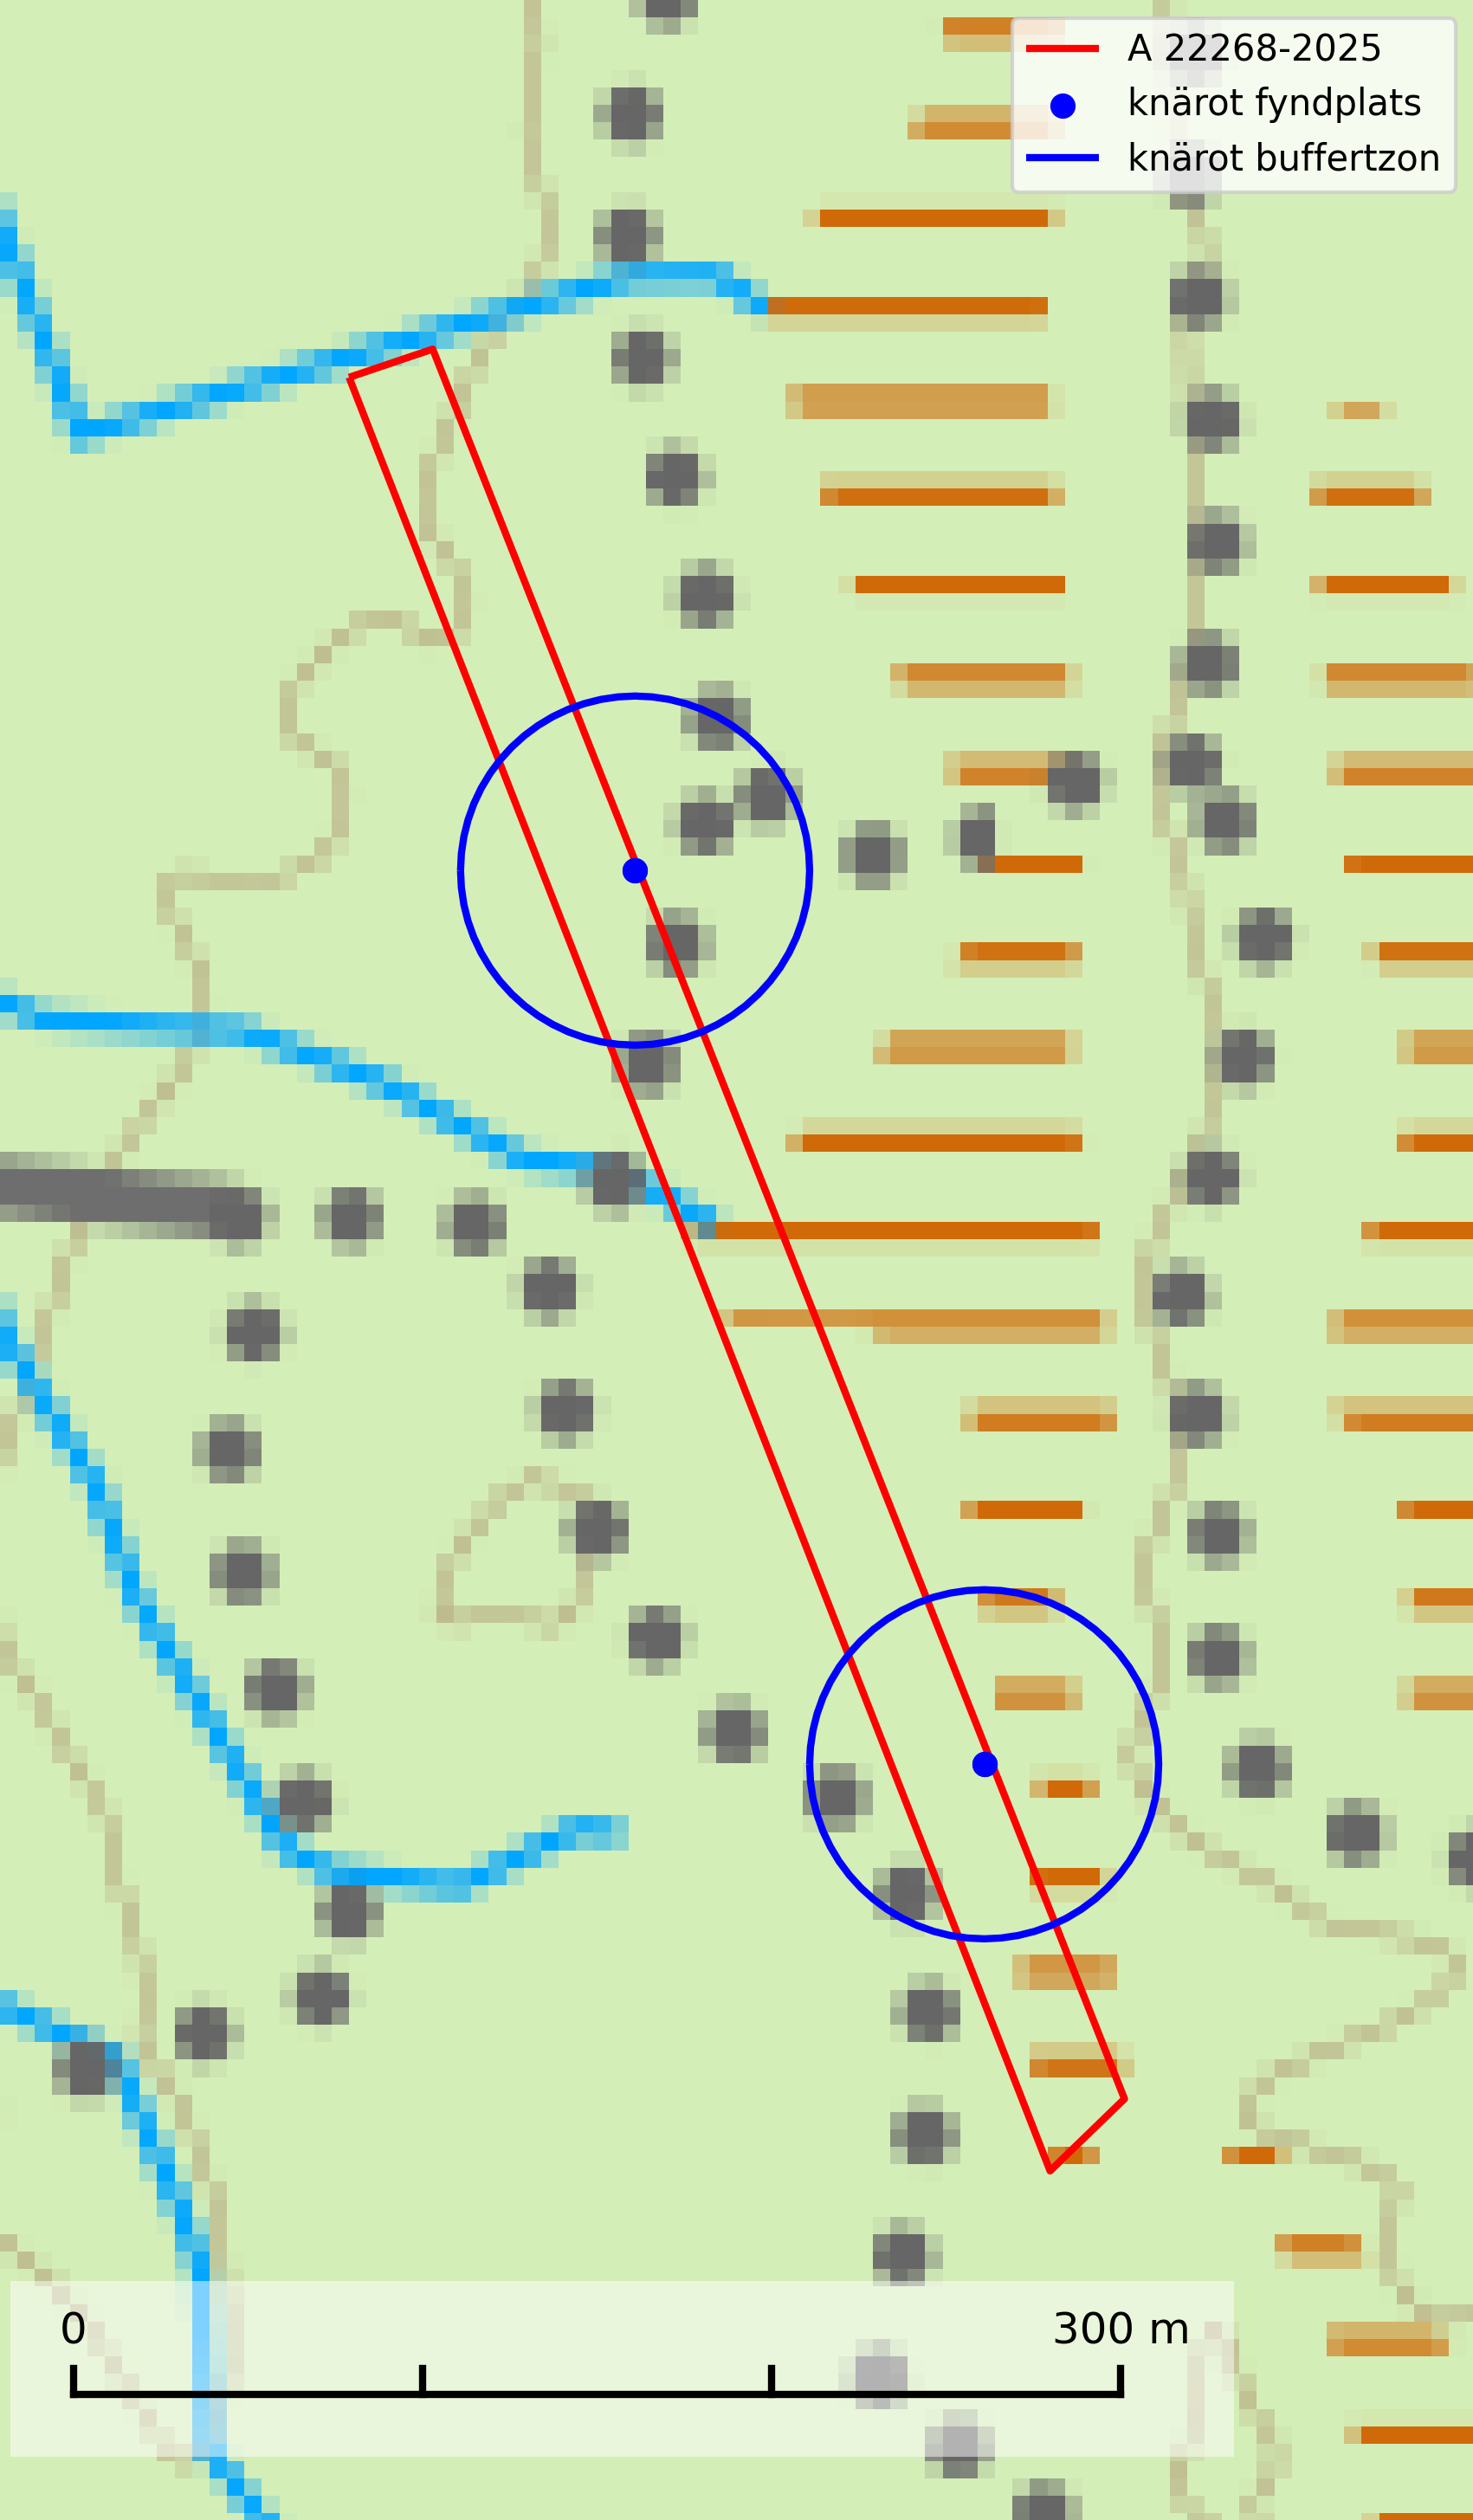 A 22268-2025
knärot fyndplats
knärot buffertzon
0
300 m